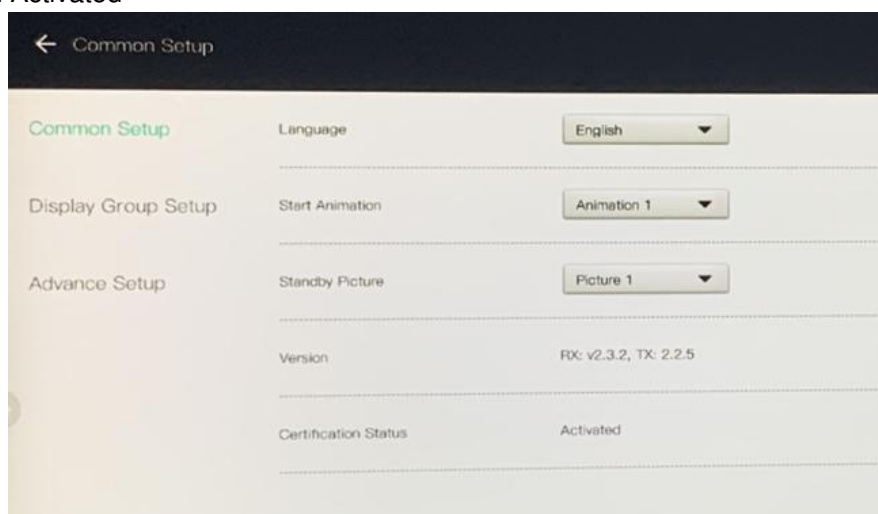 Activated
← Common Setup
Common Setup
Language
English
Display Group Setup
Start Animation
Animation 1
Advance Setup
Standby Picture
Picture 1
Version
RX: v2.3.2, TX: 2.2.5
Certification Status
Activated